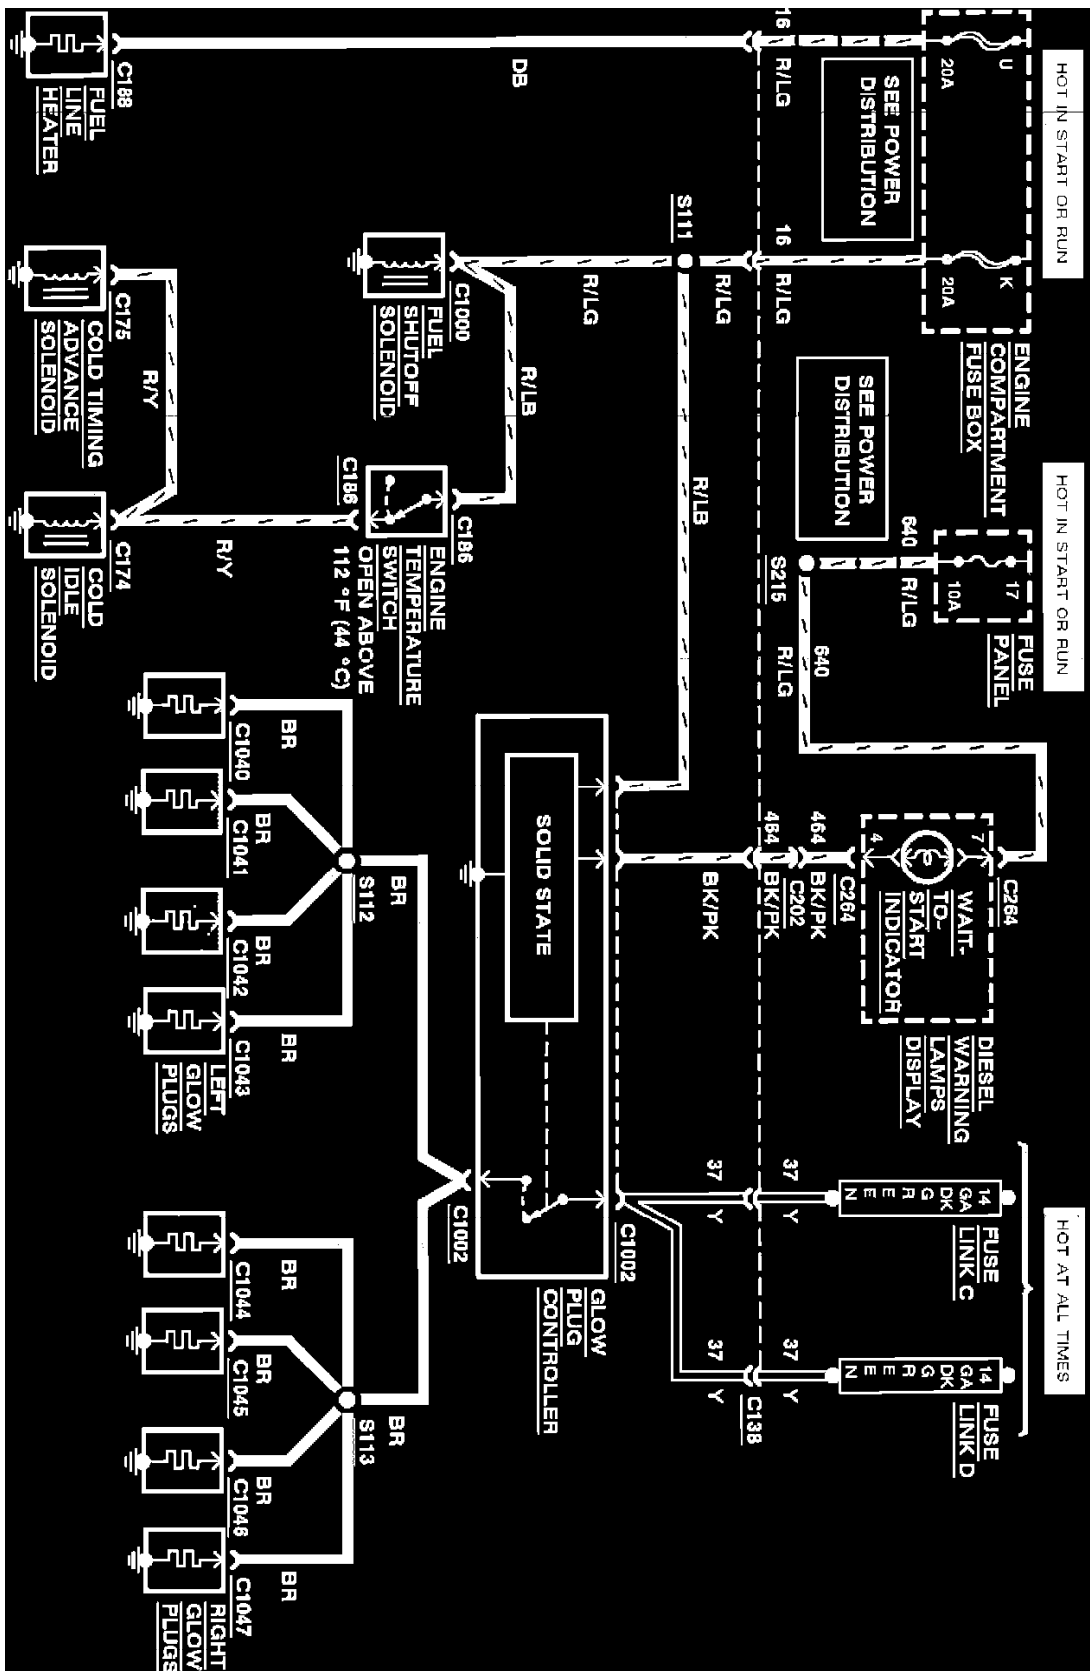 HOT IN START OR RUN
HOT IN START OR RUN
HOT AT ALL TIMES
U
20A
K
20A
ENGINE
COMPARTMENT
FUSE BOX
17
10A
FUSE
PANEL
SEE POWER
DISTRIBUTION
SEE POWER
DISTRIBUTION
640
R/LG
S215
640
R/LG
C264
7
4
WAIT-
TO-
START
INDICATOR
DIESEL
WARNING
LAMPS
DISPLAY
C264
14
GA
DK
G
R
E
E
N
FUSE
LINK C
14
GA
DK
G
R
E
E
N
FUSE
LINK D
16
R/LG
16
R/LG
464
BK/PK
C202
464
BK/PK
37
Y
37
Y
37
Y
37
Y
C138
S111
R/LG
R/LB
BK/PK
DB
R/LG
C1000
FUEL
SHUTOFF
SOLENOID
R/LB
C186
C186
ENGINE
TEMPERATURE
SWITCH
OPEN ABOVE
112 °F (44 °C)
SOLID STATE
C1002
GLOW
PLUG
CONTROLLER
C1002
C188
FUEL
LINE
HEATER
C175
COLD TIMING
ADVANCE
SOLENOID
R/Y
R/Y
C174
COLD
IDLE
SOLENOID
BR
S112
BR
BR
BR
BR
C1040
C1041
C1042
C1043
LEFT
GLOW
PLUGS
BR
S113
BR
BR
BR
BR
C1044
C1045
C1046
C1047
RIGHT
GLOW
PLUGS